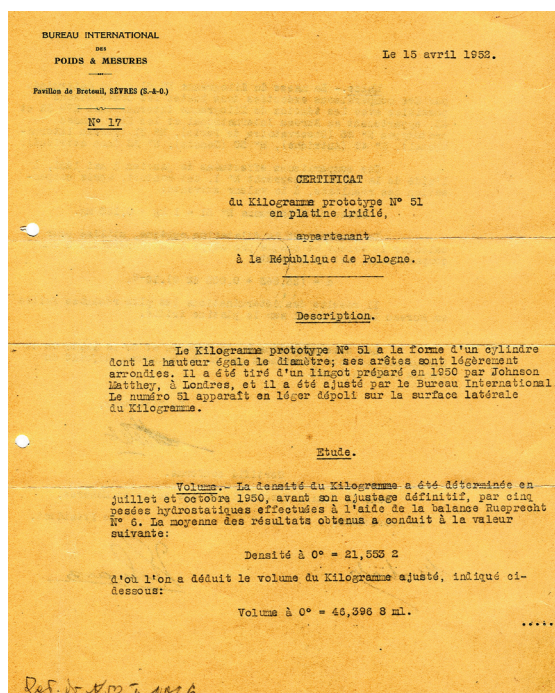 BUREAU INTERNATIONAL
DES
POIDS & MESURES
Pavillon de Breteuil, SÈVRES (S.-&-O.)
N° 17
Le 15 avril 1952.
CERTIFICAT
du Kilogramme prototype N° 51
en platine iridié,
appartenant
à la République de Pologne.
Description.
Le Kilogramme prototype N° 51 a la forme d'un cylindre
dont la hauteur égale le diamètre; ses arêtes sont légèrement
arrondies. Il a été tiré d'un lingot préparé en 1950 par Johnson
Matthey, à Londres, et il a été ajusté par le Bureau International
Le numéro 51 apparaît en léger dépoli sur la surface latérale
du Kilogramme.
Etude.
Volume.- La densité du Kilogramme a été déterminée en
juillet et octobre 1950, avant son ajustage définitif, par cinq
pesées hydrostatiques effectuées à l'aide de la balance Rueprecht
N° 6. La moyenne des résultats obtenus a conduit à la valeur
suivante:
Densité à 0° = 21,553 2
d'où l'on a déduit le volume du Kilogramme ajusté, indiqué ci-
dessous:
Volume à 0° = 46,396 8 ml.
.....